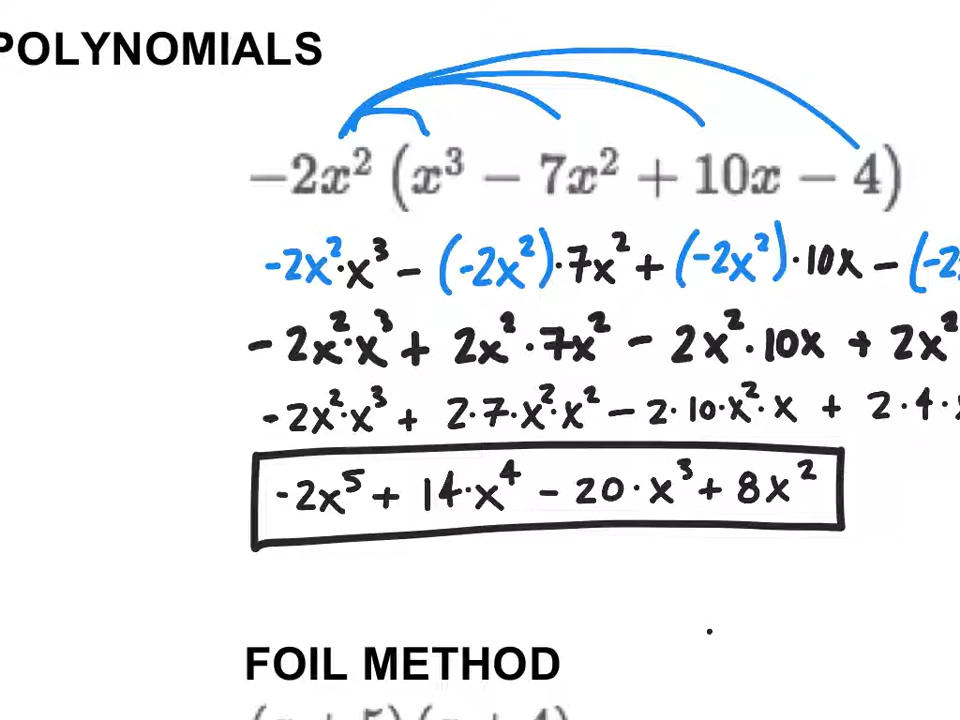 POLYNOMIALS
−2x² (x³ − 7x² + 10x − 4)
-2x²·x³ − (-2x²)·7x² + (-2x²)·10x − (-2
- 2x²·x³ + 2x²·7x² − 2x²·10x + 2x²
-2x²·x³ + 2·7·x²·x² − 2·10·x²·x + 2·4·x
-2x⁵ + 14·x⁴ − 20·x³ + 8x²
FOIL METHOD